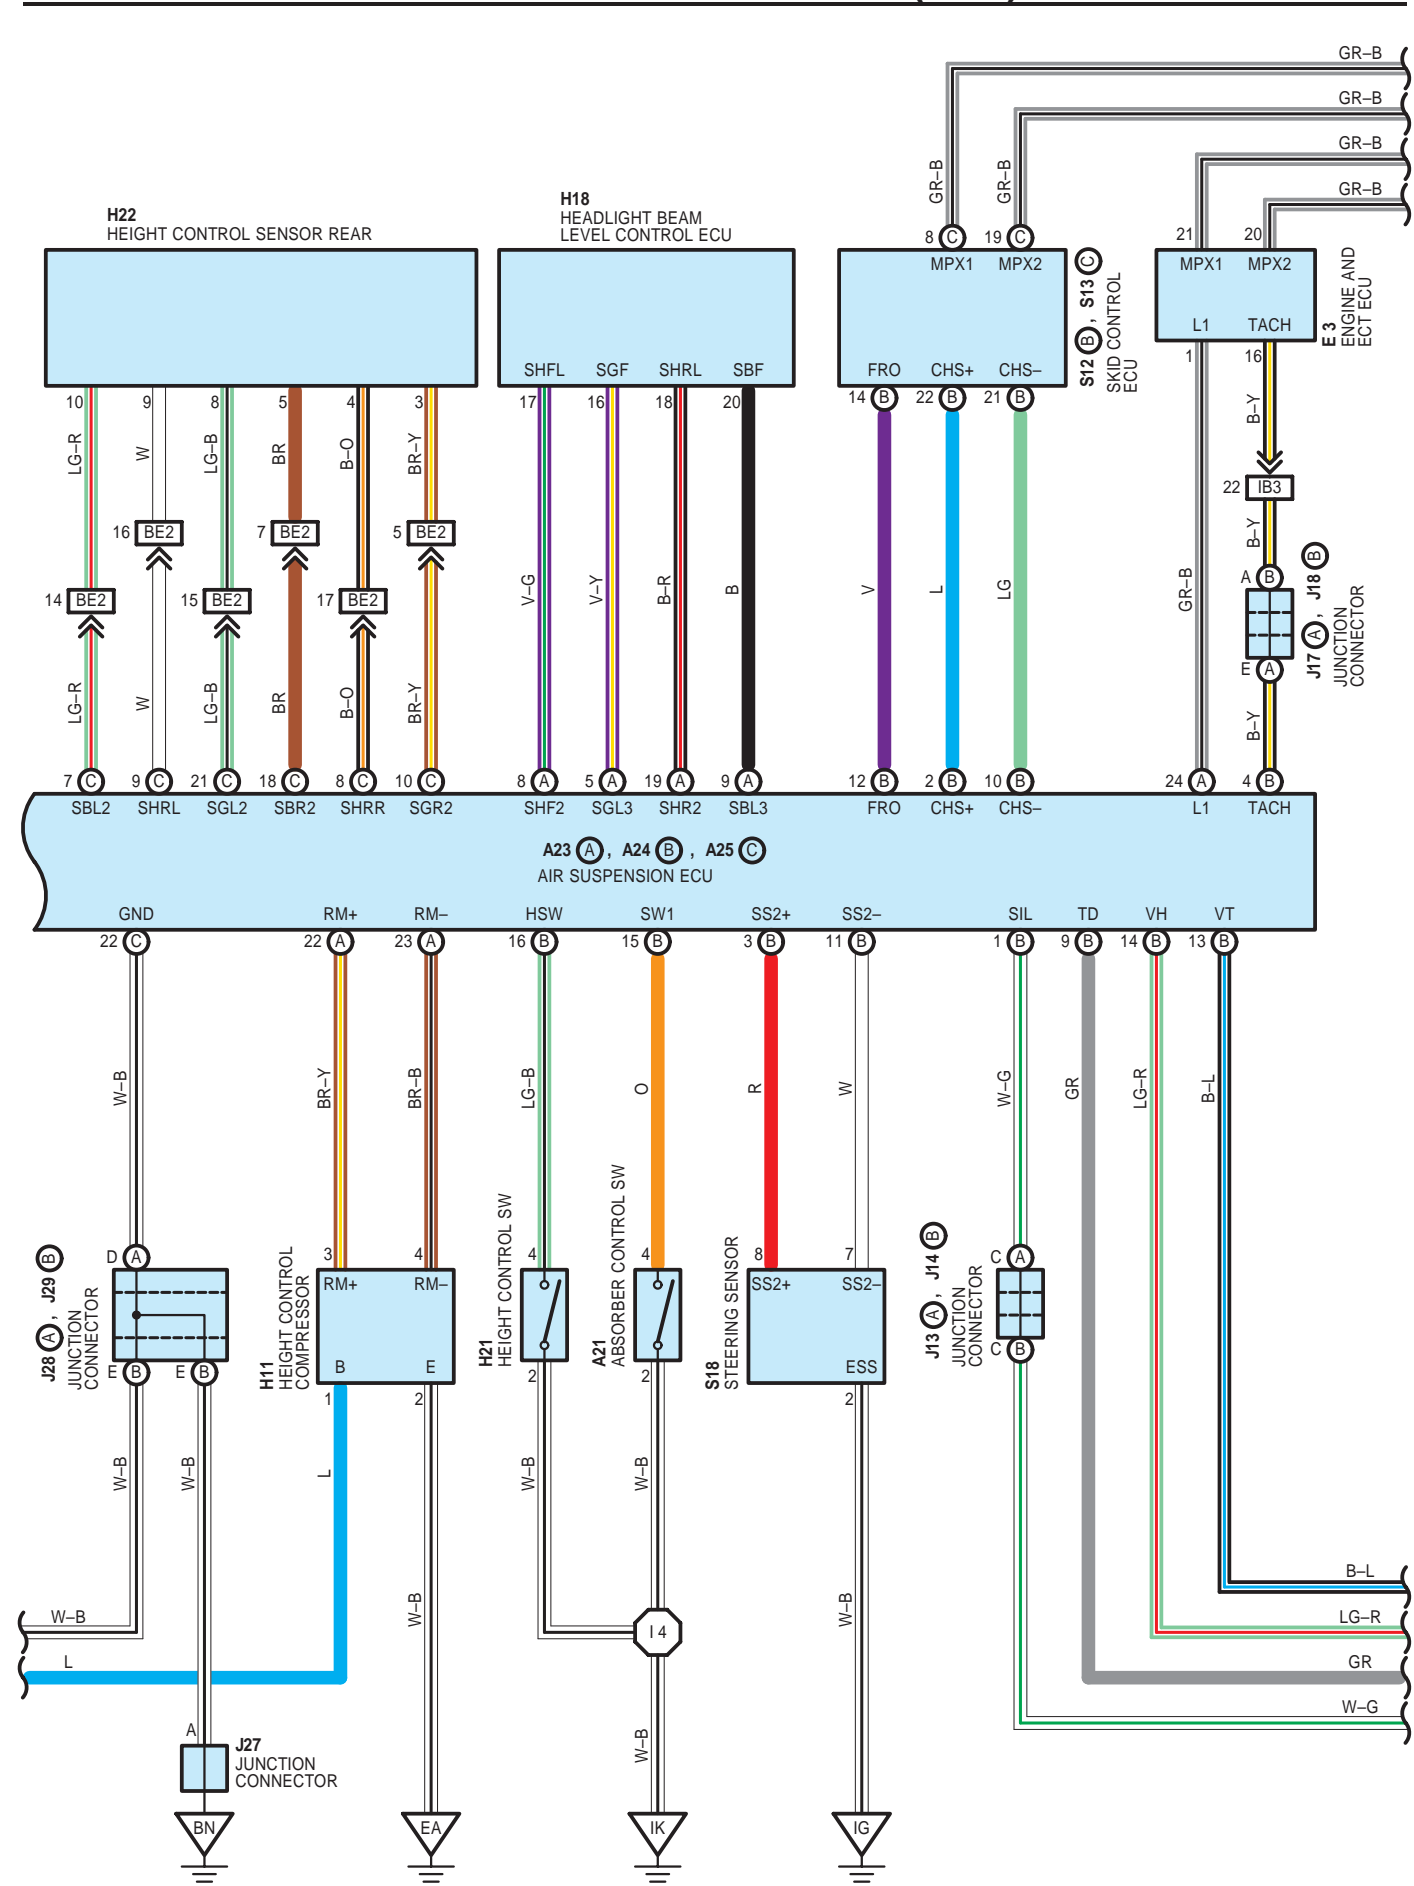 GR–B
GR–B
GR–B
GR–B
GR–B GR–B
H22
HEIGHT CONTROL SENSOR REAR
H18
HEADLIGHT BEAM
LEVEL CONTROL ECU
8 C 19 C
MPX1 MPX2
21 20
MPX1 MPX2
S12 B , S13 C
SKID CONTROL
ECU
E 3
ENGINE AND
ECT ECU
L1 TACH
SHFL SGF SHRL SBF
FRO CHS+ CHS–
1 16
10 9 8 5 4 3
17 16 18 20
14 B 22 B 21 B
LG–R W LG–B BR B–O BR–Y
B–Y
22 IB3
16 BE2 7 BE2 5 BE2
B–Y
14 BE2 15 BE2 17 BE2
V–G V–Y B–R B V L LG GR–B
A B
J17 A , J18 B
JUNCTION
CONNECTOR
E A
LG–R W LG–B BR B–O BR–Y
B–Y
7 C 9 C 21 C 18 C 8 C 10 C 8 A 5 A 19 A 9 A 12 B 2 B 10 B 24 A 4 B
SBL2 SHRL SGL2 SBR2 SHRR SGR2 SHF2 SGL3 SHR2 SBL3 FRO CHS+ CHS– L1 TACH
A23 A , A24 B , A25 C
AIR SUSPENSION ECU
GND RM+ RM– HSW SW1 SS2+ SS2– SIL TD VH VT
22 C 22 A 23 A 16 B 15 B 3 B 11 B 1 B 9 B 14 B 13 B
W–B BR–Y BR–B LG–B O R W W–G GR LG–R B–L
D A
3 4 4 4 8 7
C A
J28 A , J29 B
JUNCTION
CONNECTOR
H11
HEIGHT CONTROL
COMPRESSOR
RM+ RM–
H21
HEIGHT CONTROL SW
A21
ABSORBER CONTROL SW
S18
STEERING SENSOR
SS2+ SS2–
J13 A , J14 B
JUNCTION
CONNECTOR
C B
B E
ESS
E B E B
1 2 2 2 2
W–B W–B L W–B W–B
B–L
W–B W–B
W–B
LG–R
I 4
L
GR
W–G
A
W–B
J27
JUNCTION
CONNECTOR
BN EA IK IG